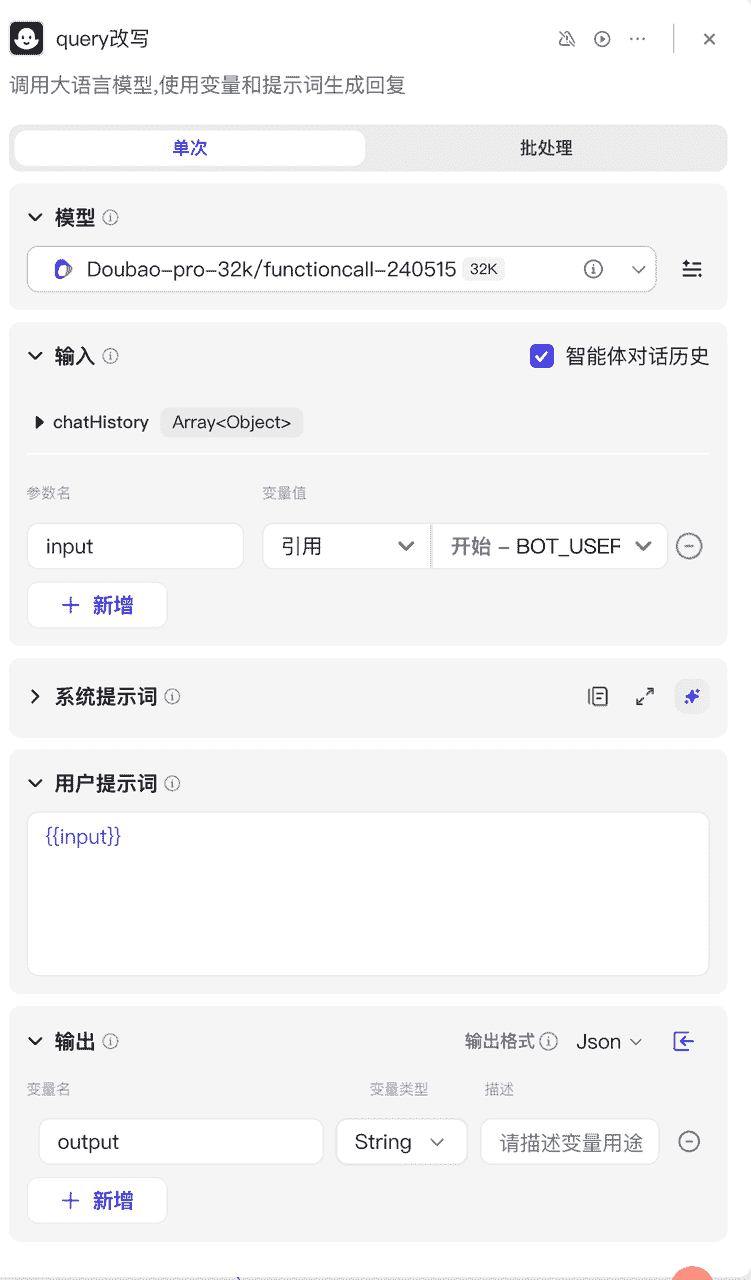 query改写
调用大语言模型,使用变量和提示词生成回复
单次 批处理
模型
Doubao-pro-32k/functioncall-240515 32K
输入 智能体对话历史
chatHistory Array<Object>
参数名 变量值
input 引用 开始 - BOT_USER
+ 新增
系统提示词
用户提示词
{{input}}
输出 输出格式 Json
变量名 变量类型 描述
output String 请描述变量用途
+ 新增